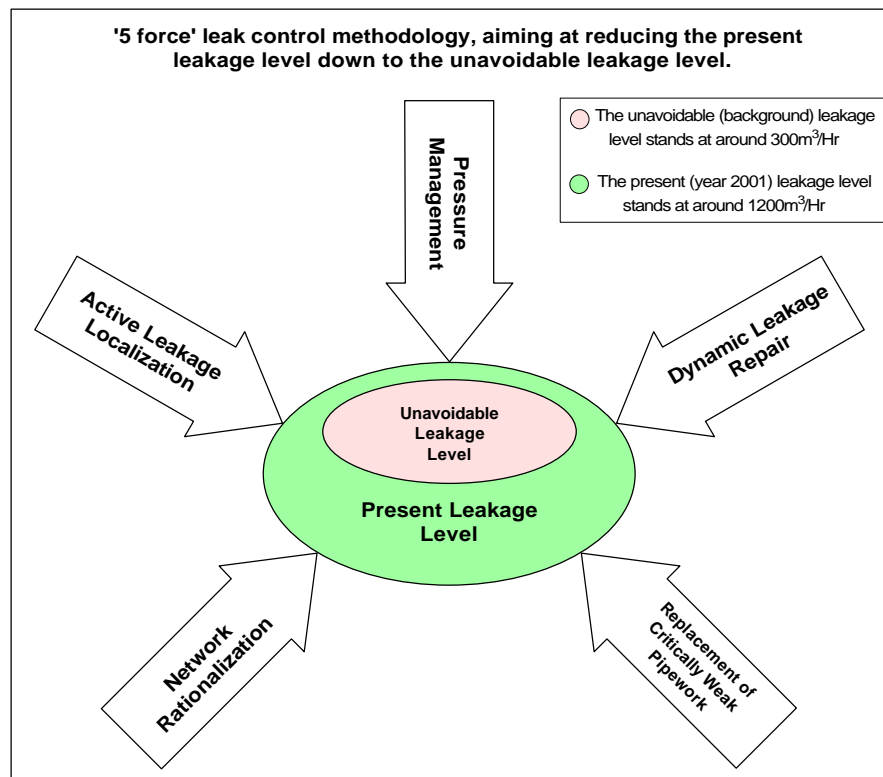 '5 force' leak control methodology, aiming at reducing the present
leakage level down to the unavoidable leakage level.
The unavoidable (background) leakage
level stands at around 300m³/Hr
The present (year 2001) leakage level
stands at around 1200m³/Hr
Pressure
Management
Active Leakage
Localization
Dynamic Leakage
Repair
Unavoidable
Leakage
Level
Present Leakage
Level
Network
Rationalization
Replacement of
Critically Weak
Pipework